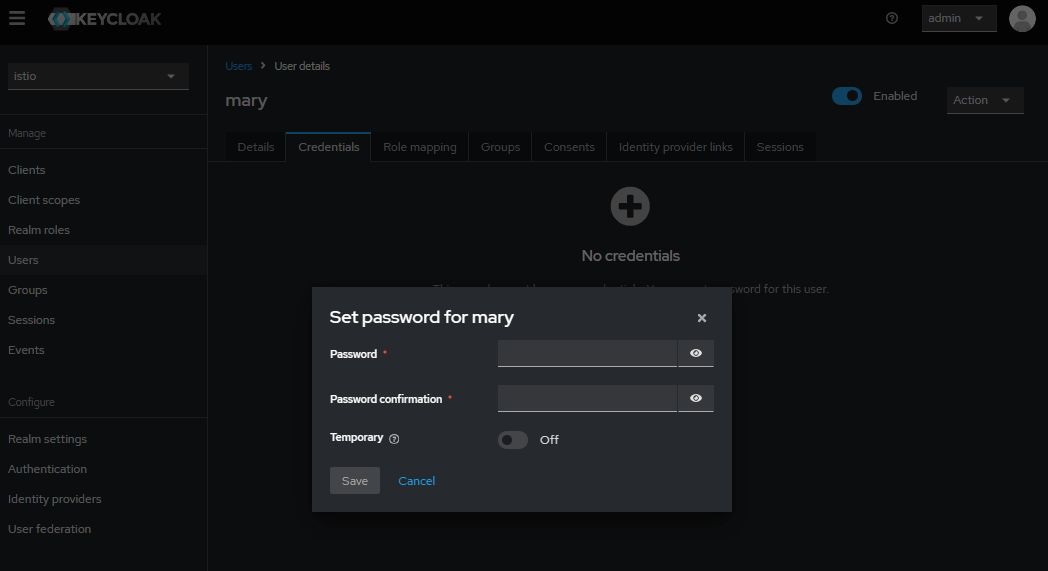 KEYCLOAK
admin
istio
Users
User details
mary
Enabled
Action
Manage
Clients
Client scopes
Realm roles
Users
Groups
Sessions
Events
Configure
Realm settings
Authentication
Identity providers
User federation
Details
Credentials
Role mapping
Groups
Consents
Identity provider links
Sessions
No credentials
for this user.
Set password for mary
Password *
Password confirmation *
Temporary
Off
Save
Cancel